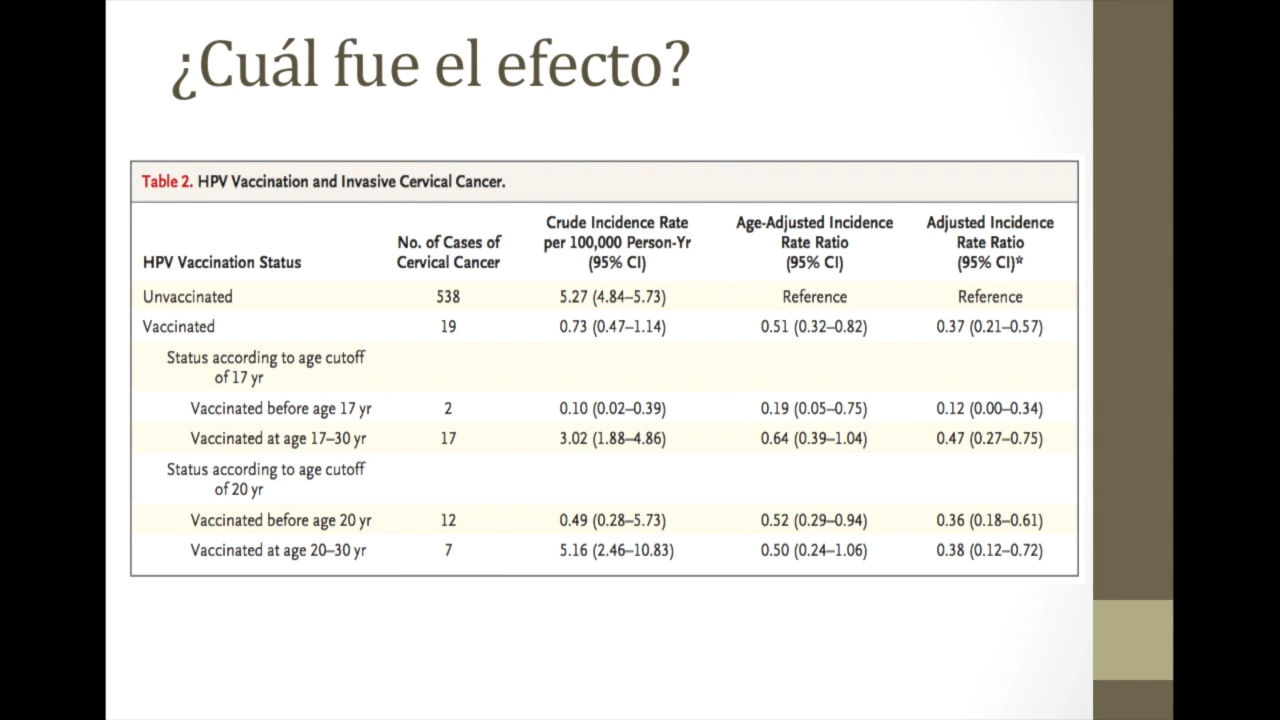 ¿Cuál fue el efecto?
Table 2. HPV Vaccination and Invasive Cervical Cancer.
HPV Vaccination Status | No. of Cases of Cervical Cancer | Crude Incidence Rate per 100,000 Person-Yr (95% CI) | Age-Adjusted Incidence Rate Ratio (95% CI) | Adjusted Incidence Rate Ratio (95% CI)*
Unvaccinated 538 5.27 (4.84–5.73) Reference Reference
Vaccinated 19 0.73 (0.47–1.14) 0.51 (0.32–0.82) 0.37 (0.21–0.57)
Status according to age cutoff
of 17 yr
Vaccinated before age 17 yr 2 0.10 (0.02–0.39) 0.19 (0.05–0.75) 0.12 (0.00–0.34)
Vaccinated at age 17–30 yr 17 3.02 (1.88–4.86) 0.64 (0.39–1.04) 0.47 (0.27–0.75)
Status according to age cutoff
of 20 yr
Vaccinated before age 20 yr 12 0.49 (0.28–5.73) 0.52 (0.29–0.94) 0.36 (0.18–0.61)
Vaccinated at age 20–30 yr 7 5.16 (2.46–10.83) 0.50 (0.24–1.06) 0.38 (0.12–0.72)